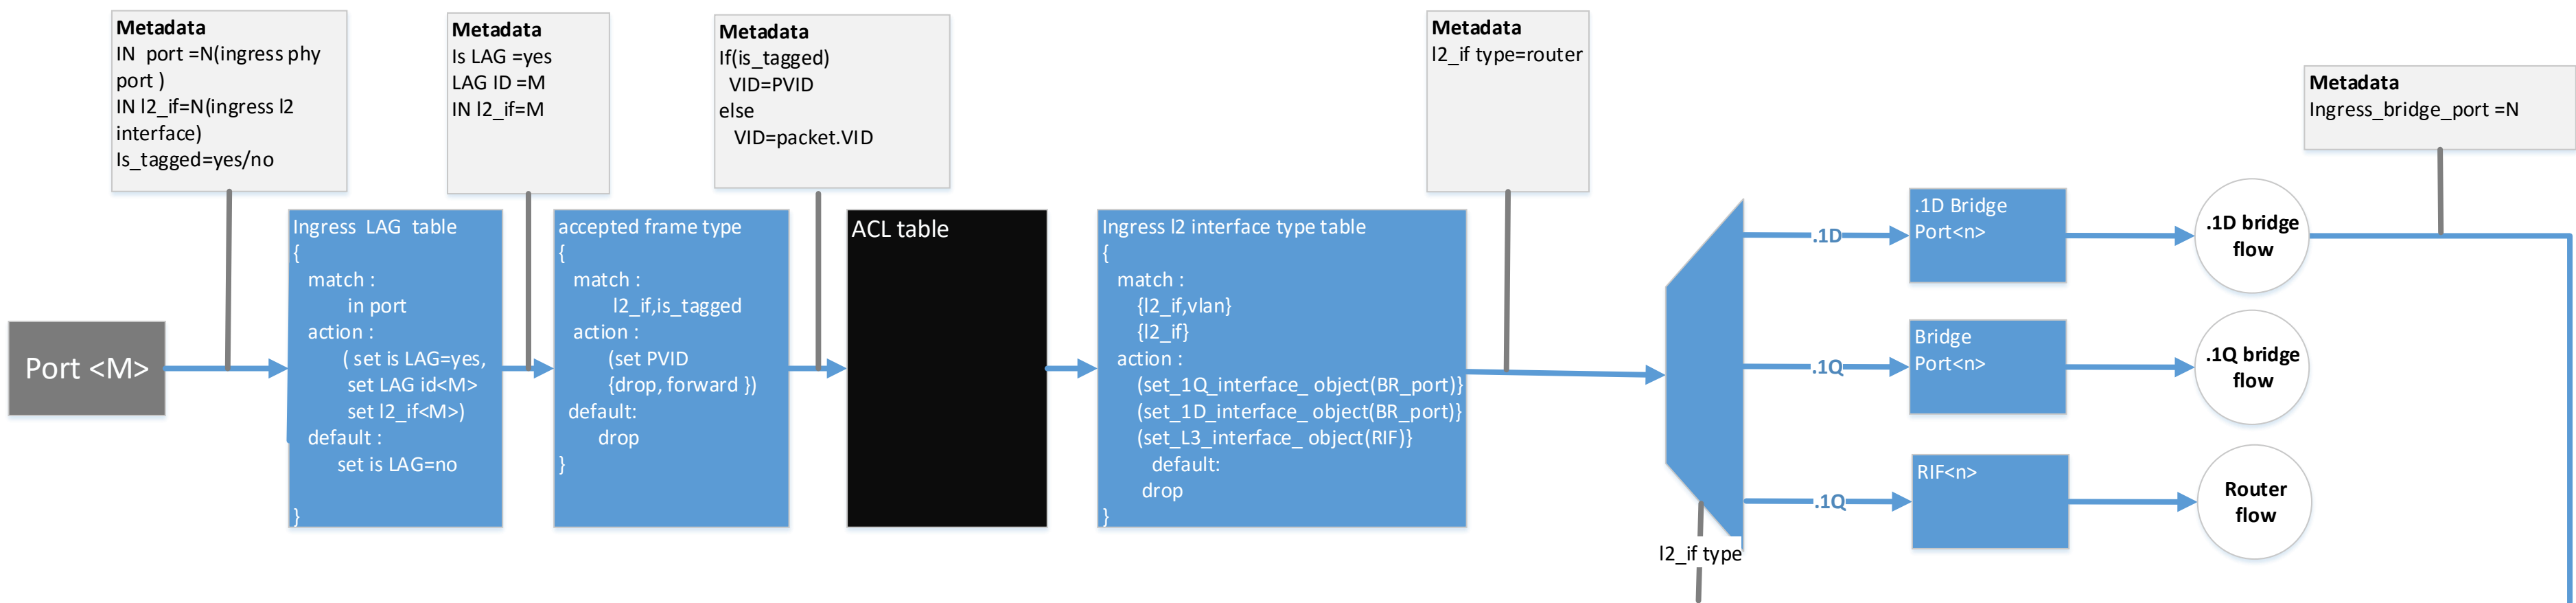 Metadata
IN port =N(ingress phy
port )
IN l2_if=N(ingress l2
interface)
Is_tagged=yes/no
Metadata
Is LAG =yes
LAG ID =M
IN l2_if=M
Metadata
If(is_tagged)
VID=PVID
else
VID=packet.VID
Metadata
l2_if type=router
Metadata
Ingress_bridge_port =N
Port <M>
Ingress LAG table
{
match :
in port
action :
( set is LAG=yes,
set LAG id<M>
set l2_if<M>)
default :
set is LAG=no
}
accepted frame type
{
match :
l2_if,is_tagged
action :
(set PVID
{drop, forward })
default:
drop
}
ACL table
Ingress l2 interface type table
{
match :
{l2_if,vlan}
{l2_if}
action :
(set_1Q_interface_ object(BR_port)}
(set_1D_interface_ object(BR_port)}
(set_L3_interface_ object(RIF)}
default:
drop
}
l2_if type
.1D
.1D Bridge
Port<n>
.1D bridge
flow
.1Q
Bridge
Port<n>
.1Q bridge
flow
.1Q
RIF<n>
Router
flow